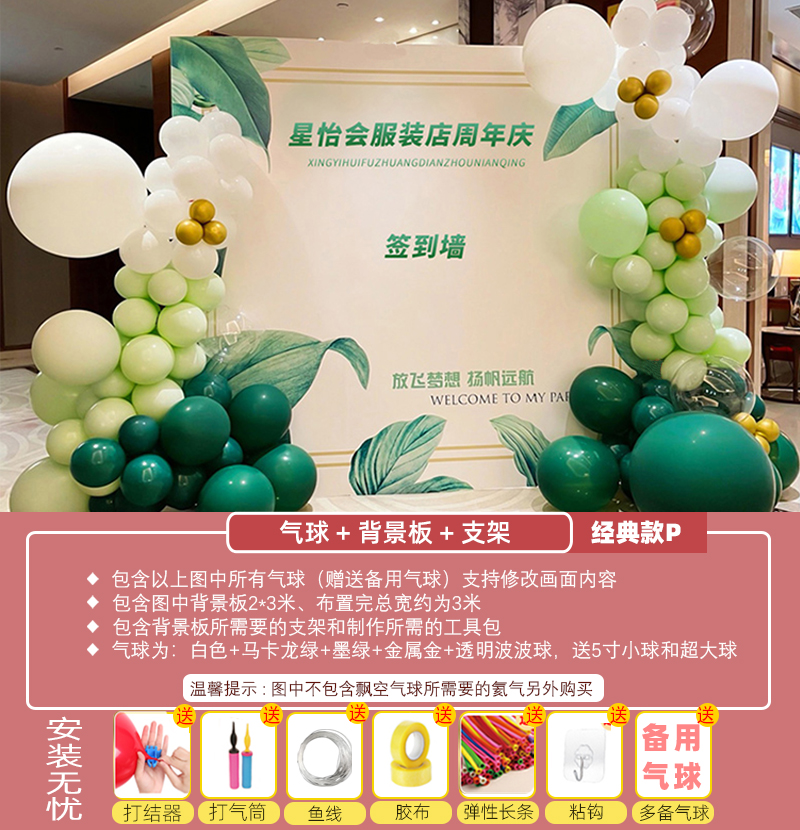 星怡会服装店周年庆
XINGYIHUIFUZHUANGDIANZHOUNIANQING
签到墙
放飞梦想 扬帆远航
WELCOME TO MY PAR
气球 + 背景板 + 支架
经典款P
◆ 包含以上图中所有气球（赠送备用气球）支持修改画面内容
◆ 包含图中背景板2*3米、布置完总宽约为3米
◆ 包含背景板所需要的支架和制作所需的工具包
◆ 气球为：白色+马卡龙绿+墨绿+金属金+透明波波球，送5寸小球和超大球
温馨提示 : 图中不包含飘空气球所需要的氦气另外购买
安装无忧
送 送 送 送 送 送 送
备用
气球
打结器 打气筒 鱼线 胶布 弹性长条 粘钩 多备气球